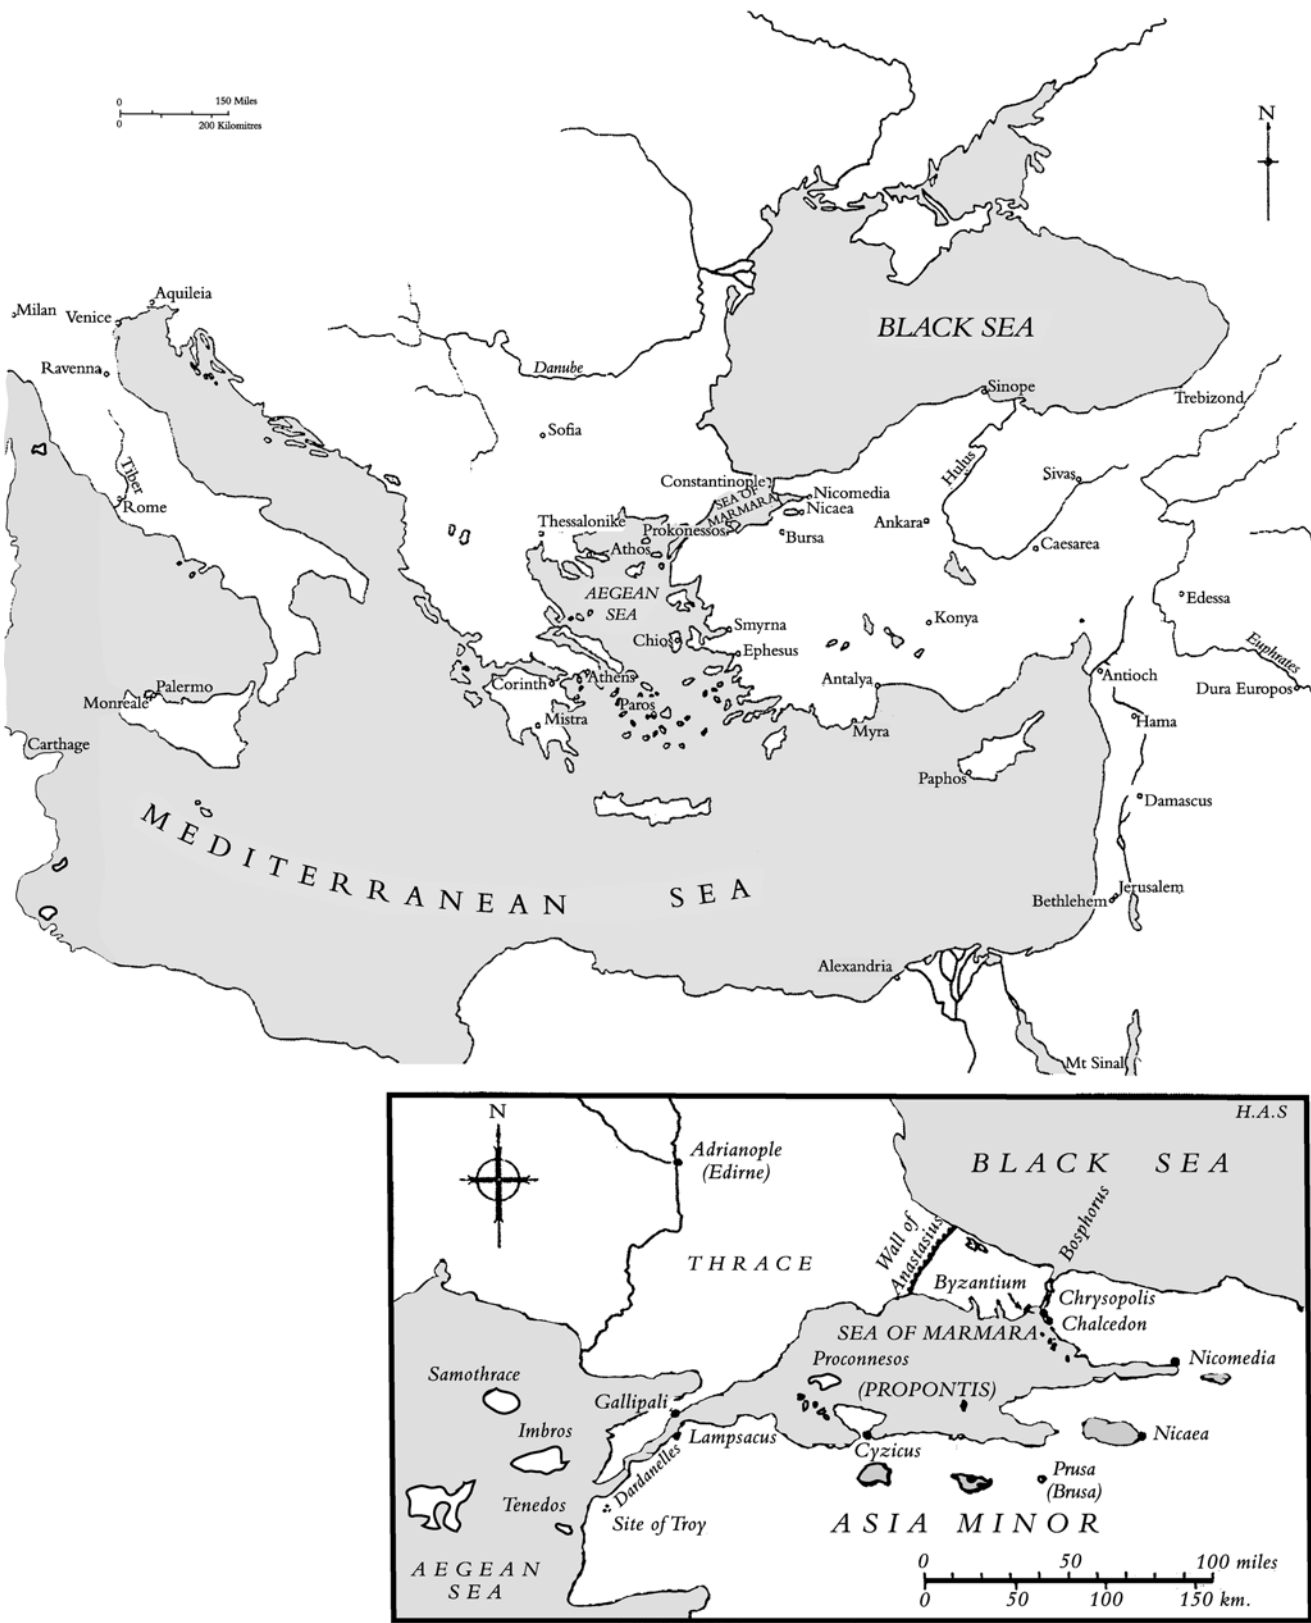 0 150 Miles
0 200 Kilomitres
N
BLACK SEA
Aquileia
Milan
Venice
Ravenna
Danube
Sinope
Trebizond
Sofia
Tiber
Rome
Hulus
Sivas
Constantinople
SEA OF
MARMARA
Nicomedia
Nicaea
Thessalonike
Prokonessos
Bursa
Ankara
Caesarea
Athos
AEGEAN
SEA
Edessa
Konya
Smyrna
Chios
Ephesus
Euphrates
Corinth
Athens
Antalya
Antioch
Dura Europos
Palermo
Monreale
Paros
Mistra
Myra
Hama
Carthage
Paphos
Damascus
MEDITERRANEAN SEA
Jerusalem
Bethlehem
Alexandria
Mt Sinal
N
H.A.S
Adrianople
(Edirne)
BLACK SEA
Bosphorus
Wall of
Anastasius
THRACE
Byzantium
Chrysopolis
Chalcedon
SEA OF MARMARA
Proconnesos
Nicomedia
Samothrace
(PROPONTIS)
Gallipali
Imbros
Lampsacus
Nicaea
Cyzicus
Dardanelles
Prusa
(Brusa)
Tenedos
Site of Troy
ASIA MINOR
AEGEAN
SEA
0 50 100 miles
0 50 100 150 km.